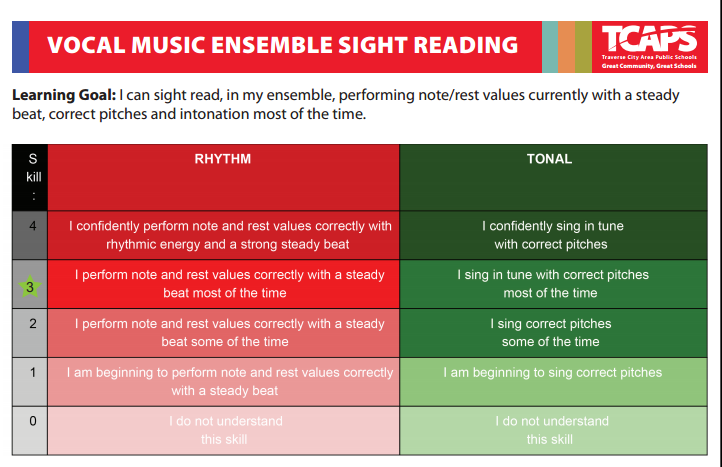 VOCAL MUSIC ENSEMBLE SIGHT READING
TCAPS
Traverse City Area Public Schools
Great Community, Great Schools
Learning Goal: I can sight read, in my ensemble, performing note/rest values currently with a steady
beat, correct pitches and intonation most of the time.
S
kill
:
RHYTHM
TONAL
4
I confidently perform note and rest values correctly with
rhythmic energy and a strong steady beat
I confidently sing in tune
with correct pitches
3
I perform note and rest values correctly with a steady
beat most of the time
I sing in tune with correct pitches
most of the time
2
I perform note and rest values correctly with a steady
beat some of the time
I sing correct pitches
some of the time
1
I am beginning to perform note and rest values correctly
with a steady beat
I am beginning to sing correct pitches
0
I do not understand
this skill
I do not understand
this skill